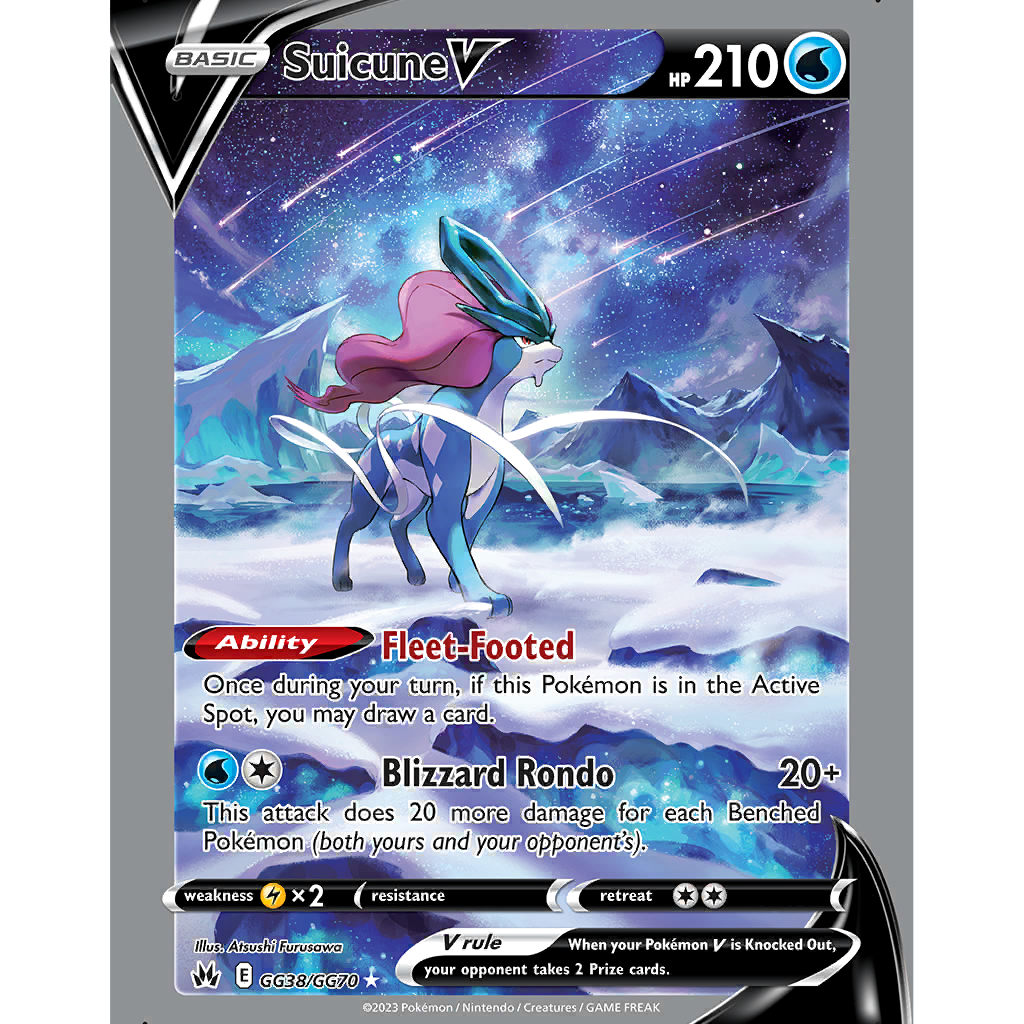 BASIC Suicune V HP 210
Ability Fleet-Footed
Once during your turn, if this Pokémon is in the Active
Spot, you may draw a card.
Blizzard Rondo 20+
This attack does 20 more damage for each Benched
Pokémon (both yours and your opponent's).
weakness ×2 resistance retreat
Illus. Atsushi Furusawa
V rule When your Pokémon V is Knocked Out,
your opponent takes 2 Prize cards.
E GG38/GG70
©2023 Pokémon / Nintendo / Creatures / GAME FREAK